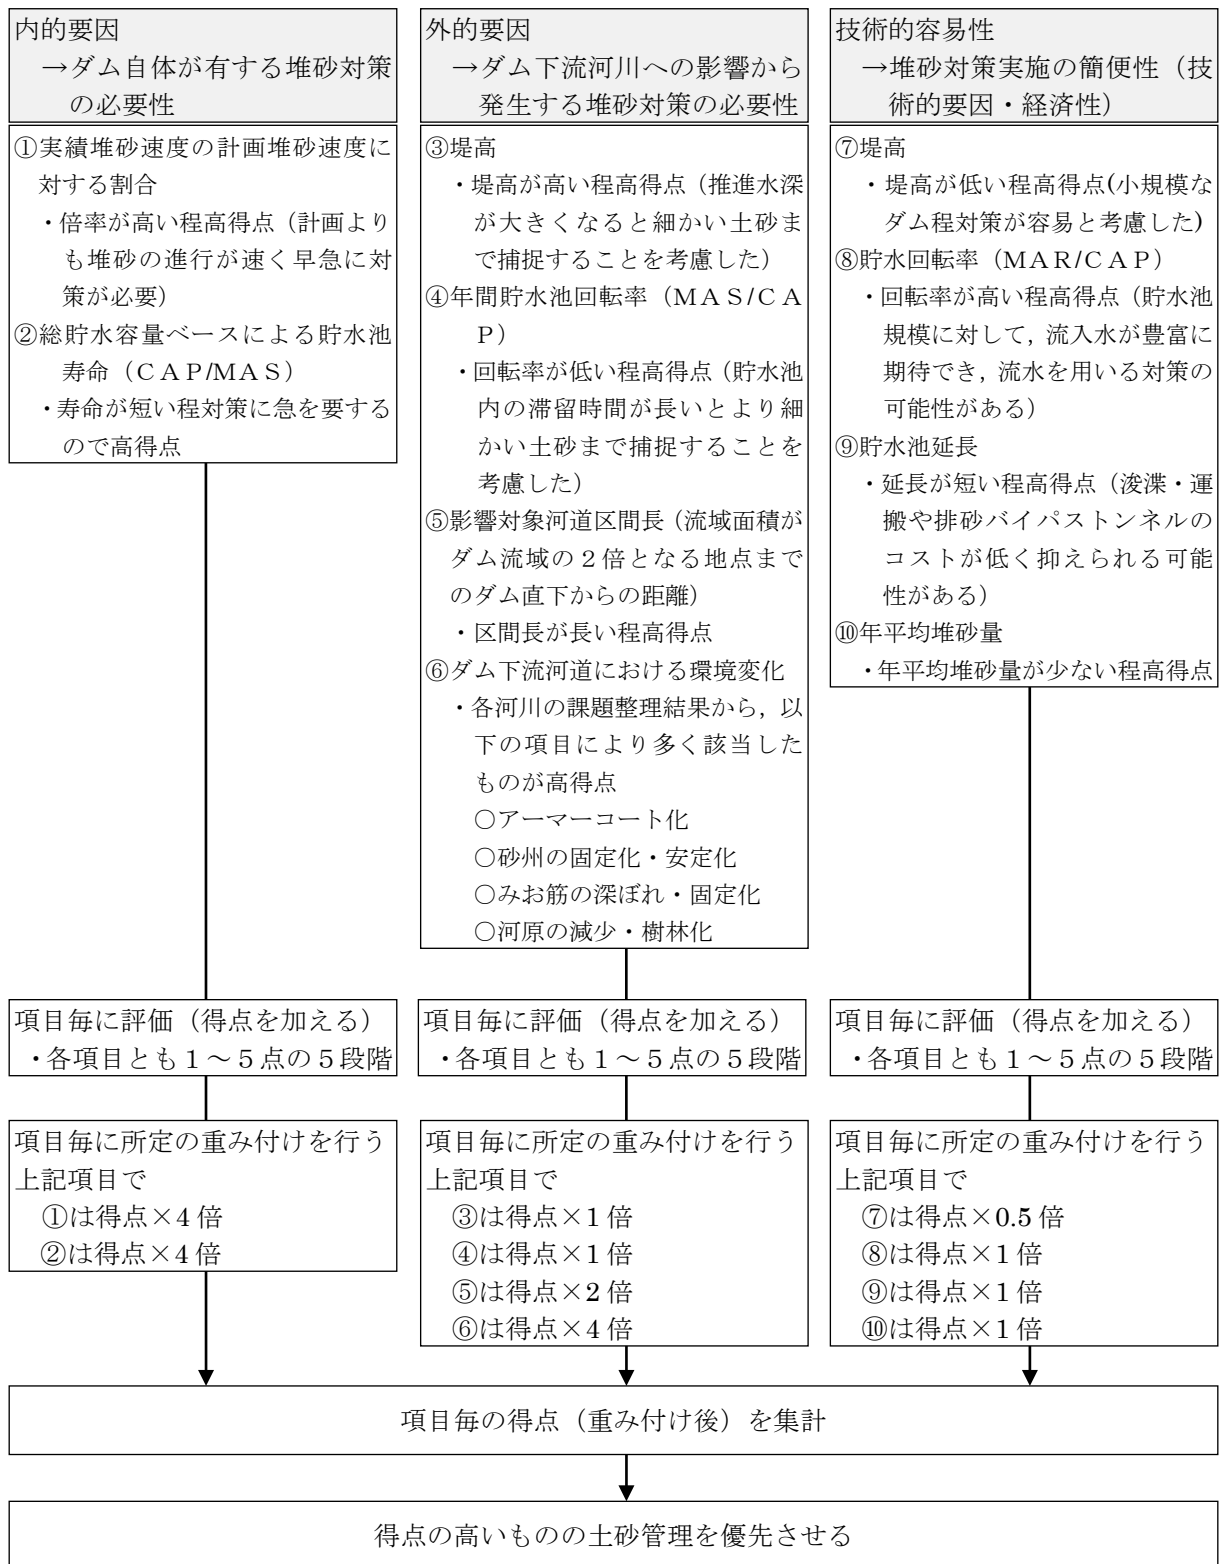 内的要因
→ダム自体が有する堆砂対策
の必要性
①実績堆砂速度の計画堆砂速度に
対する割合
・倍率が高い程高得点（計画より
も堆砂の進行が速く早急に対
策が必要）
②総貯水容量ベースによる貯水池
寿命（ＣＡＰ/MAＳ）
・寿命が短い程対策に急を要する
ので高得点
項目毎に評価（得点を加える）
・各項目とも１～５点の５段階
項目毎に所定の重み付けを行う
上記項目で
①は得点×4 倍
②は得点×4 倍
外的要因
→ダム下流河川への影響から
発生する堆砂対策の必要性
③堤高
・堤高が高い程高得点（推進水深
が大きくなると細かい土砂ま
で捕捉することを考慮した）
④年間貯水池回転率（ＭＡＳ/ＣＡ
Ｐ）
・回転率が低い程高得点（貯水池
内の滞留時間が長いとより細
かい土砂まで捕捉することを
考慮した）
⑤影響対象河道区間長（流域面積が
ダム流域の２倍となる地点まで
のダム直下からの距離）
・区間長が長い程高得点
⑥ダム下流河道における環境変化
・各河川の課題整理結果から，以
下の項目により多く該当した
ものが高得点
○アーマーコート化
○砂州の固定化・安定化
○みお筋の深ぼれ・固定化
○河原の減少・樹林化
項目毎に評価（得点を加える）
・各項目とも１～５点の５段階
項目毎に所定の重み付けを行う
上記項目で
③は得点×1 倍
④は得点×1 倍
⑤は得点×2 倍
⑥は得点×4 倍
技術的容易性
→堆砂対策実施の簡便性（技
術的要因・経済性）
⑦堤高
・堤高が低い程高得点(小規模な
ダム程対策が容易と考慮した)
⑧貯水回転率（ＭＡＲ/ＣＡＰ）
・回転率が高い程高得点（貯水池
規模に対して，流入水が豊富に
期待でき，流水を用いる対策の
可能性がある）
⑨貯水池延長
・延長が短い程高得点（浚渫・運
搬や排砂バイパストンネルの
コストが低く抑えられる可能
性がある）
⑩年平均堆砂量
・年平均堆砂量が少ない程高得点
項目毎に評価（得点を加える）
・各項目とも１～５点の５段階
項目毎に所定の重み付けを行う
上記項目で
⑦は得点×0.5 倍
⑧は得点×1 倍
⑨は得点×1 倍
⑩は得点×1 倍
項目毎の得点（重み付け後）を集計
得点の高いものの土砂管理を優先させる